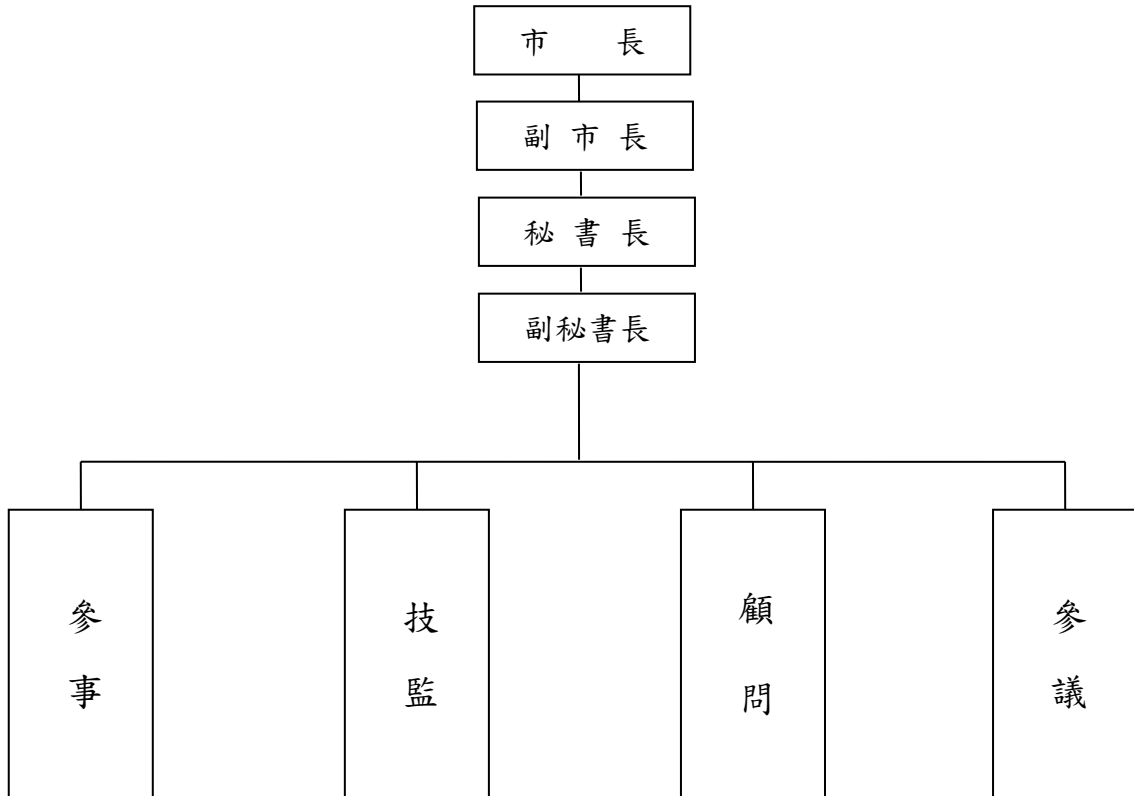 市 長
副 市 長
秘 書 長
副秘書長
參事
技監
顧問
參議